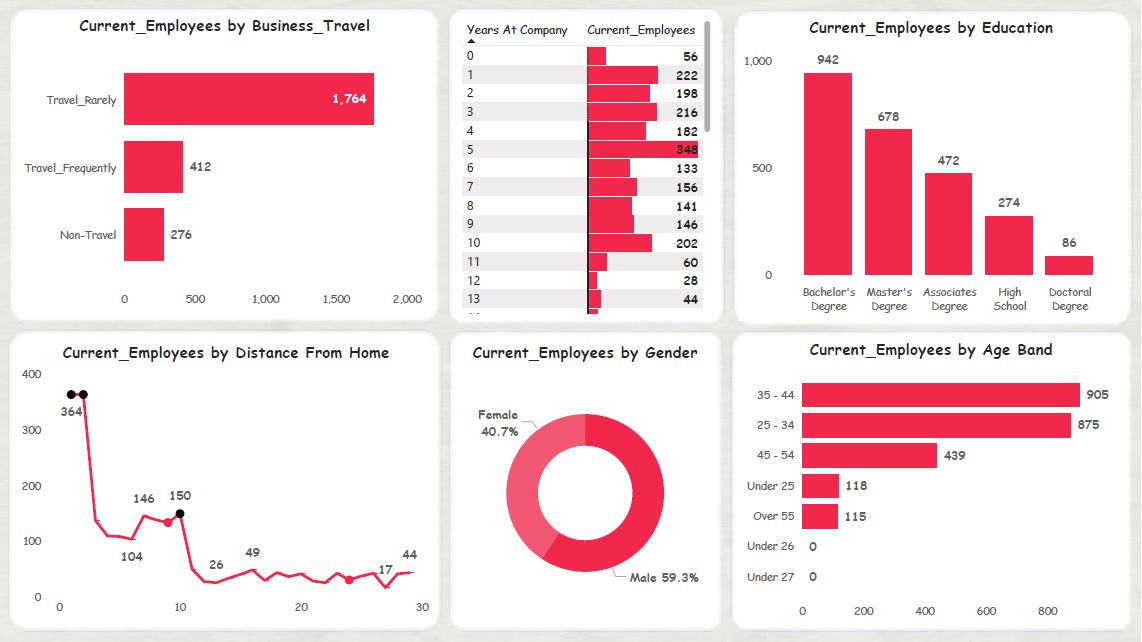 Current_Employees by Business_Travel
Travel_Rarely
1,764
Travel_Frequently
412
Non-Travel
276
0
500
1,000
1,500
2,000
Years At Company Current_Employees
0 56
1 222
2 198
3 216
4 182
5 348
6 133
7 156
8 141
9 146
10 202
11 60
12 28
13 44
Current_Employees by Education
1,000
500
0
942
678
472
274
86
Bachelor's
Degree
Master's
Degree
Associates
Degree
High
School
Doctoral
Degree
Current_Employees by Distance From Home
400
300
200
100
0
364
104
146
150
26
49
17
44
0
10
20
30
Current_Employees by Gender
Female
40.7%
Male 59.3%
Current_Employees by Age Band
35 - 44 905
25 - 34 875
45 - 54 439
Under 25 118
Over 55 115
Under 26 0
Under 27 0
0
200
400
600
800